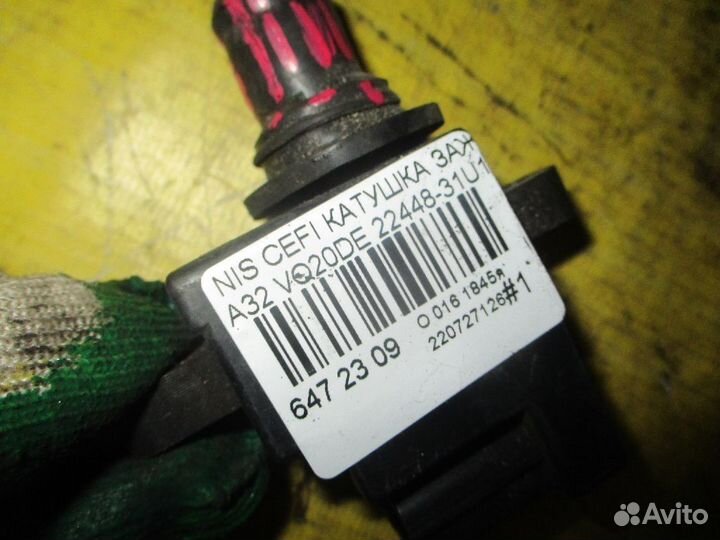 NIS CEFI КАТУШКА ЗАЖ
A32 VQ20DE 22448-31U1
O 016 1845я
220727126#1
647 23 09
Avito